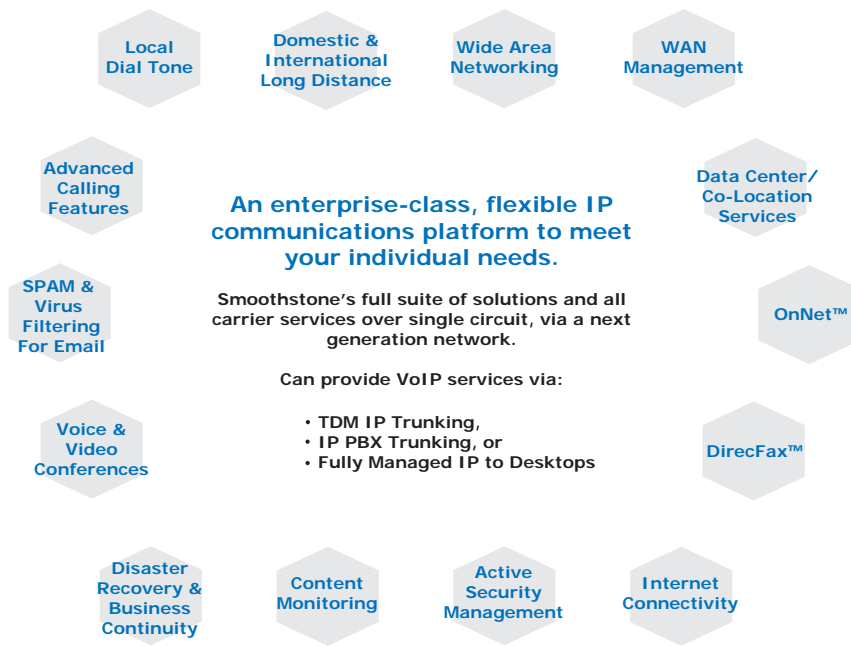 Local
Dial Tone
Domestic &
International
Long Distance
Wide Area
Networking
WAN
Management
Advanced
Calling
Features
Data Center/
Co-Location
Services
An enterprise-class, flexible IP
communications platform to meet
your individual needs.
SPAM &
Virus
Filtering
For Email
OnNet™
Smoothstone's full suite of solutions and all
carrier services over single circuit, via a next
generation network.
Can provide VoIP services via:
• TDM IP Trunking,
• IP PBX Trunking, or
• Fully Managed IP to Desktops
Voice &
Video
Conferences
DirecFax™
Disaster
Recovery &
Business
Continuity
Content
Monitoring
Active
Security
Management
Internet
Connectivity